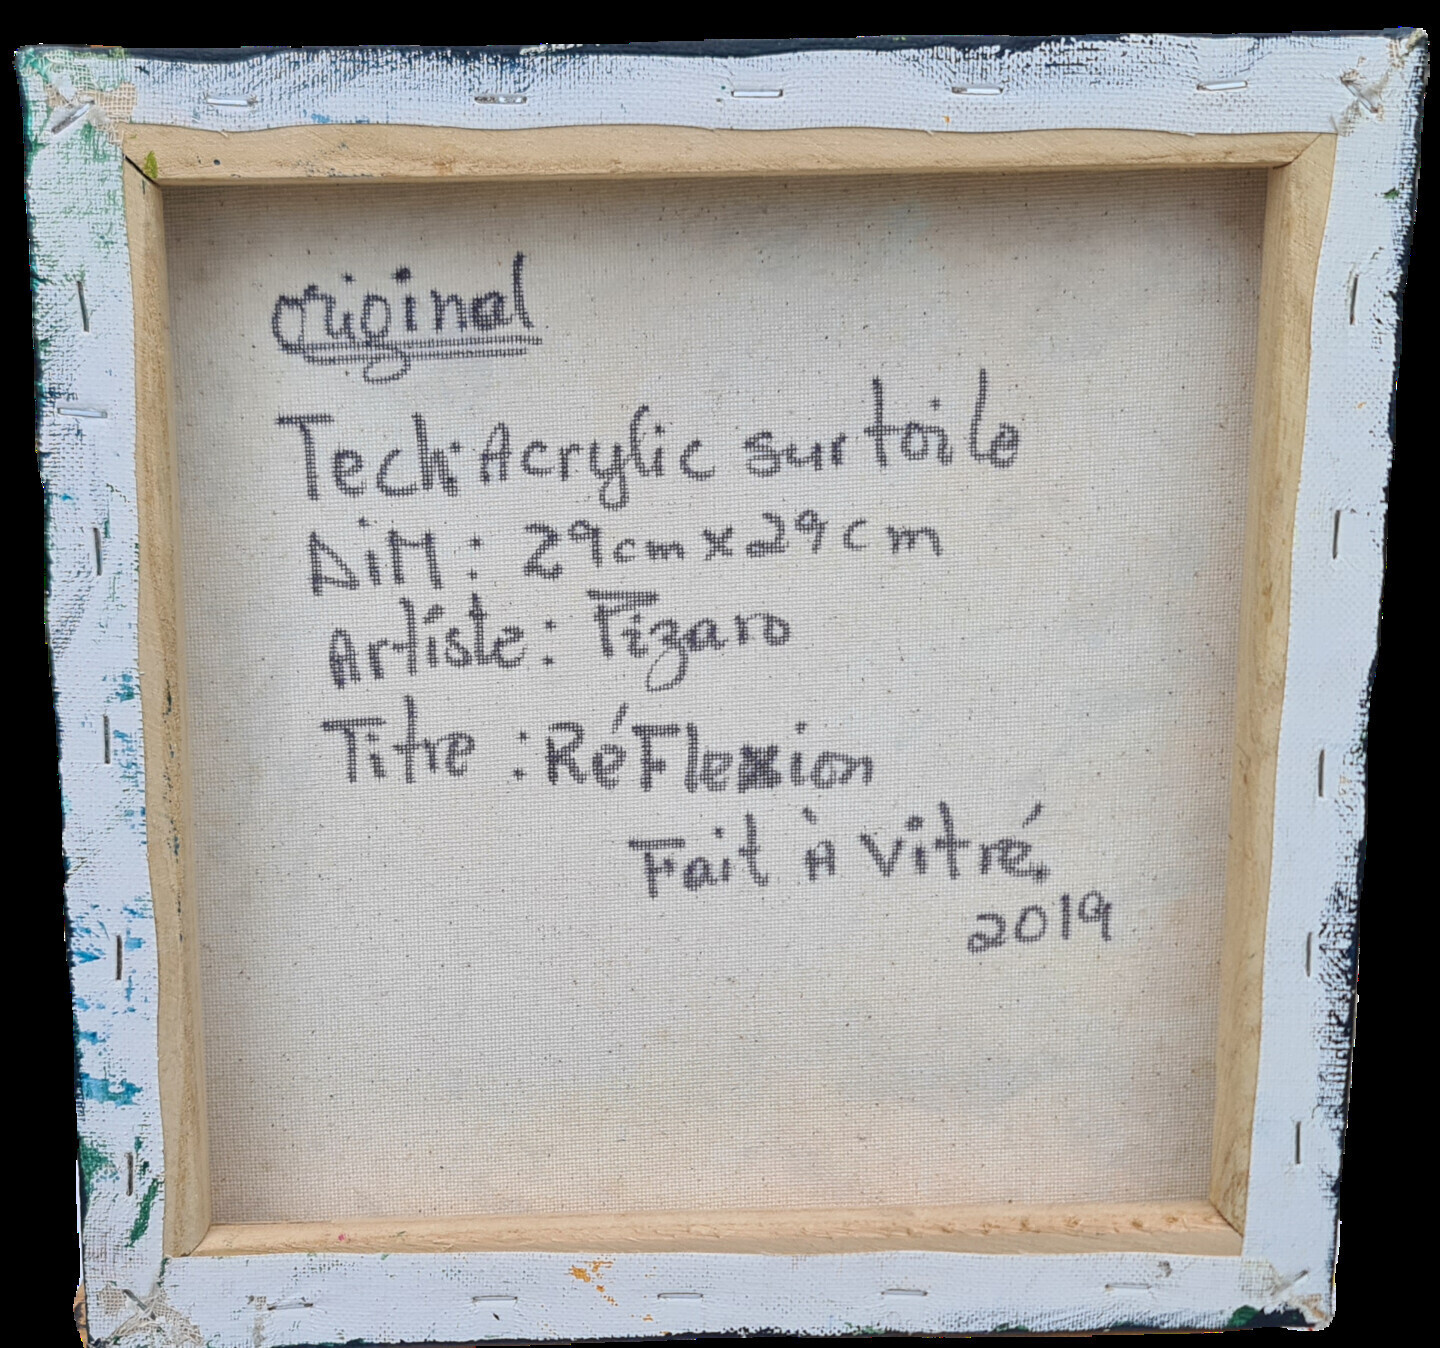 original
Tech: Acrylic sur toile
DiM : 29cm x 29cm
Artiste : Pizaro
Titre : RéFlexion
Fait à Vitré,
2019